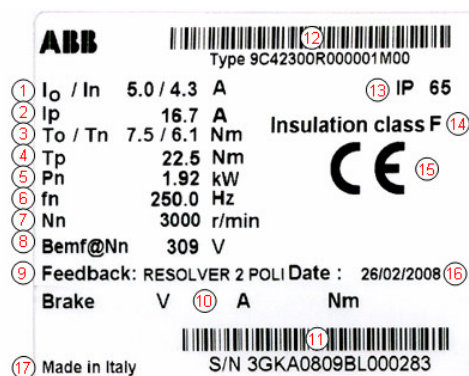 ABB
12
Type 9C42300R000001M00
1 Io / In 5.0 / 4.3 A 13 IP 65
2 Ip 16.7 A
Insulation class F 14
3 To / Tn 7.5 / 6.1 Nm
4 Tp 22.5 Nm
CE 15
5 Pn 1.92 kW
6 fn 250.0 Hz
7 Nn 3000 r/min
8 Bemf@Nn 309 V
9 Feedback: RESOLVER 2 POLI Date : 26/02/2008 16
Brake V 10 A Nm
11
17 Made in Italy S/N 3GKA0809BL000283